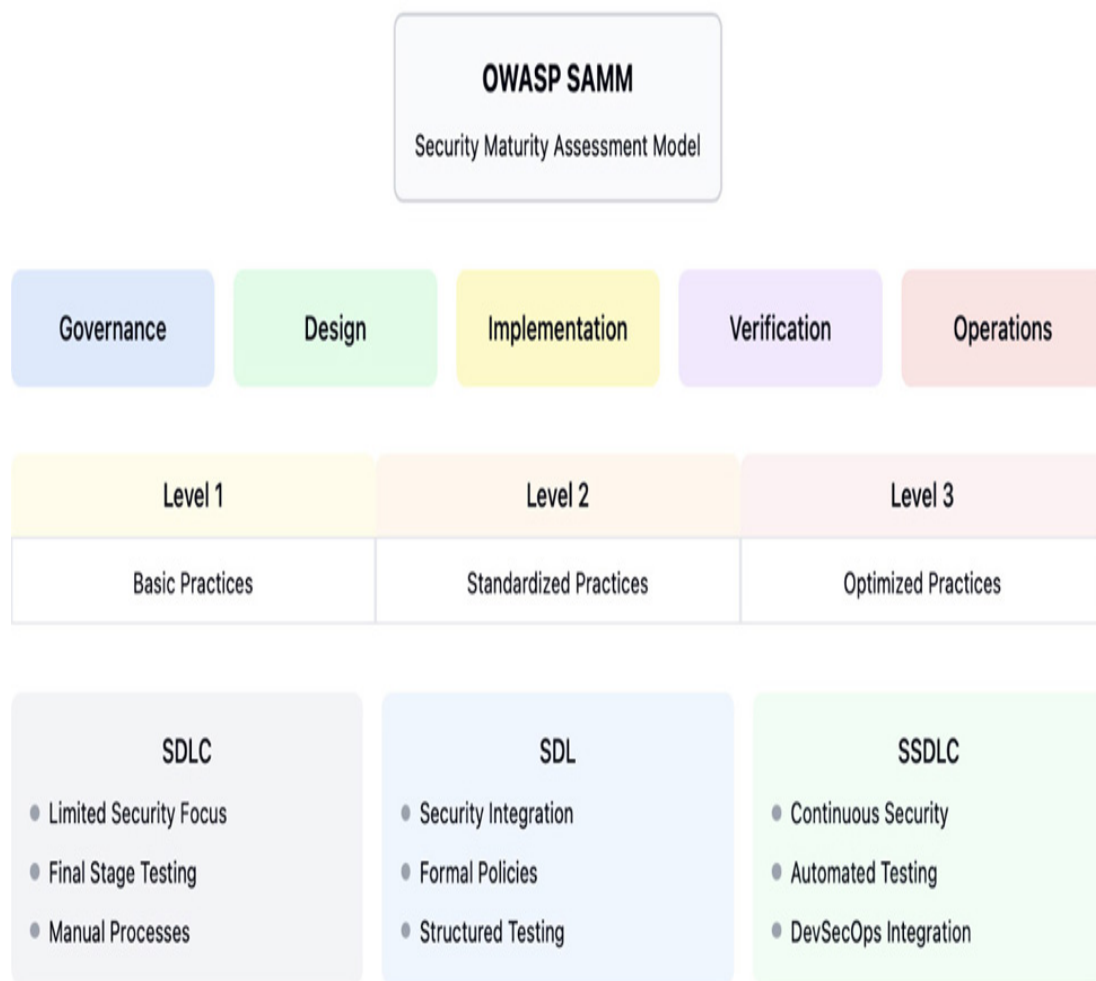 OWASP SAMM
Security Maturity Assessment Model
Governance
Design
Implementation
Verification
Operations
Level 1
Level 2
Level 3
Basic Practices
Standardized Practices
Optimized Practices
SDLC
Limited Security Focus
Final Stage Testing
Manual Processes
SDL
Security Integration
Formal Policies
Structured Testing
SSDLC
Continuous Security
Automated Testing
DevSecOps Integration